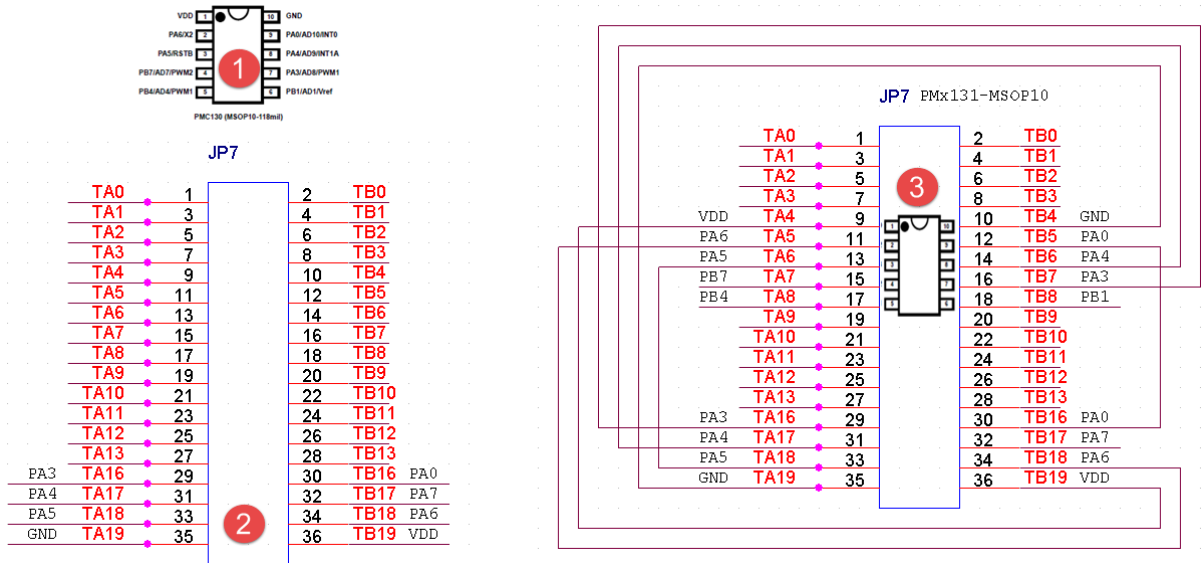 VDD 1 10 GND
PA6/X2 2 9 PA0/AD10/INT0
PA5/RSTB 3 8 PA4/AD9/INT1A
PB7/AD7/PWM2 4 7 PA3/AD8/PWM1
PB4/AD4/PWM1 5 6 PB1/AD1/Vref
1
PMC130 (MSOP10-118mil)
JP7
TA0 1 2 TB0
TA1 3 4 TB1
TA2 5 6 TB2
TA3 7 8 TB3
TA4 9 10 TB4
TA5 11 12 TB5
TA6 13 14 TB6
TA7 15 16 TB7
TA8 17 18 TB8
TA9 19 20 TB9
TA10 21 22 TB10
TA11 23 24 TB11
TA12 25 26 TB12
TA13 27 28 TB13
PA3 TA16 29 30 TB16 PA0
PA4 TA17 31 32 TB17 PA7
PA5 TA18 33 34 TB18 PA6
GND TA19 35 36 TB19 VDD
2
JP7 PMx131-MSOP10
TA0 1 2 TB0
TA1 3 4 TB1
TA2 5 6 TB2
TA3 7 8 TB3
3
VDD TA4 9 1 10 10 TB4 GND
PA6 TA5 11 2 9 12 TB5 PA0
PA5 TA6 13 3 8 14 TB6 PA4
PB7 TA7 15 4 7 16 TB7 PA3
PB4 TA8 17 5 6 18 TB8 PB1
TA9 19 20 TB9
TA10 21 22 TB10
TA11 23 24 TB11
TA12 25 26 TB12
TA13 27 28 TB13
PA3 TA16 29 30 TB16 PA0
PA4 TA17 31 32 TB17 PA7
PA5 TA18 33 34 TB18 PA6
GND TA19 35 36 TB19 VDD